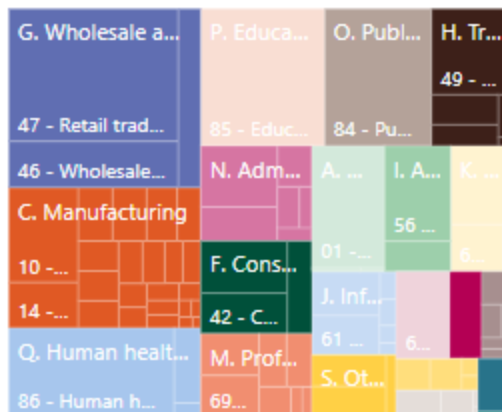 G. Wholesale a...
47 - Retail trad...
46 - Wholesale...
P. Educa...
85 - Educ...
O. Publ...
84 - Pu...
H. Tr...
49 - ...
C. Manufacturing
10 -...
14 -...
N. Adm...
A. ...
01 -...
I. A...
56 ...
K. ...
6...
F. Cons...
42 - C...
J. Inf...
61 ...
6...
Q. Human healt...
86 - Human h...
M. Prof...
69...
S. Ot...